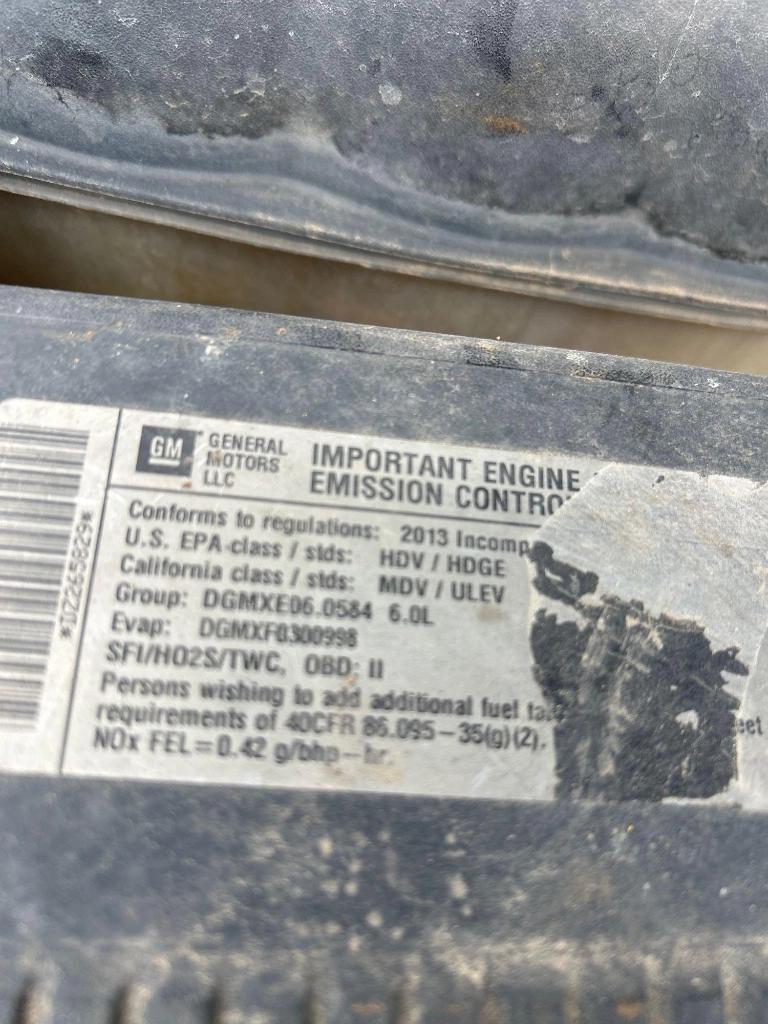 GM
GENERAL
MOTORS
LLC
IMPORTANT ENGINE
EMISSION CONTRO
Conforms to regulations: 2013 Incomp
U.S. EPA class / stds: HDV / HDGE
California class / stds: MDV / ULEV
Group: DGMXE06.0584 6.0L
Evap: DGMXF0300998
SFI/HO2S/TWC, OBD: II
Persons wishing to add additional fuel ta
requirements of 40CFR 86.095-35(g)(2). eet
NOx FEL=0.42 g/bhp-hr.